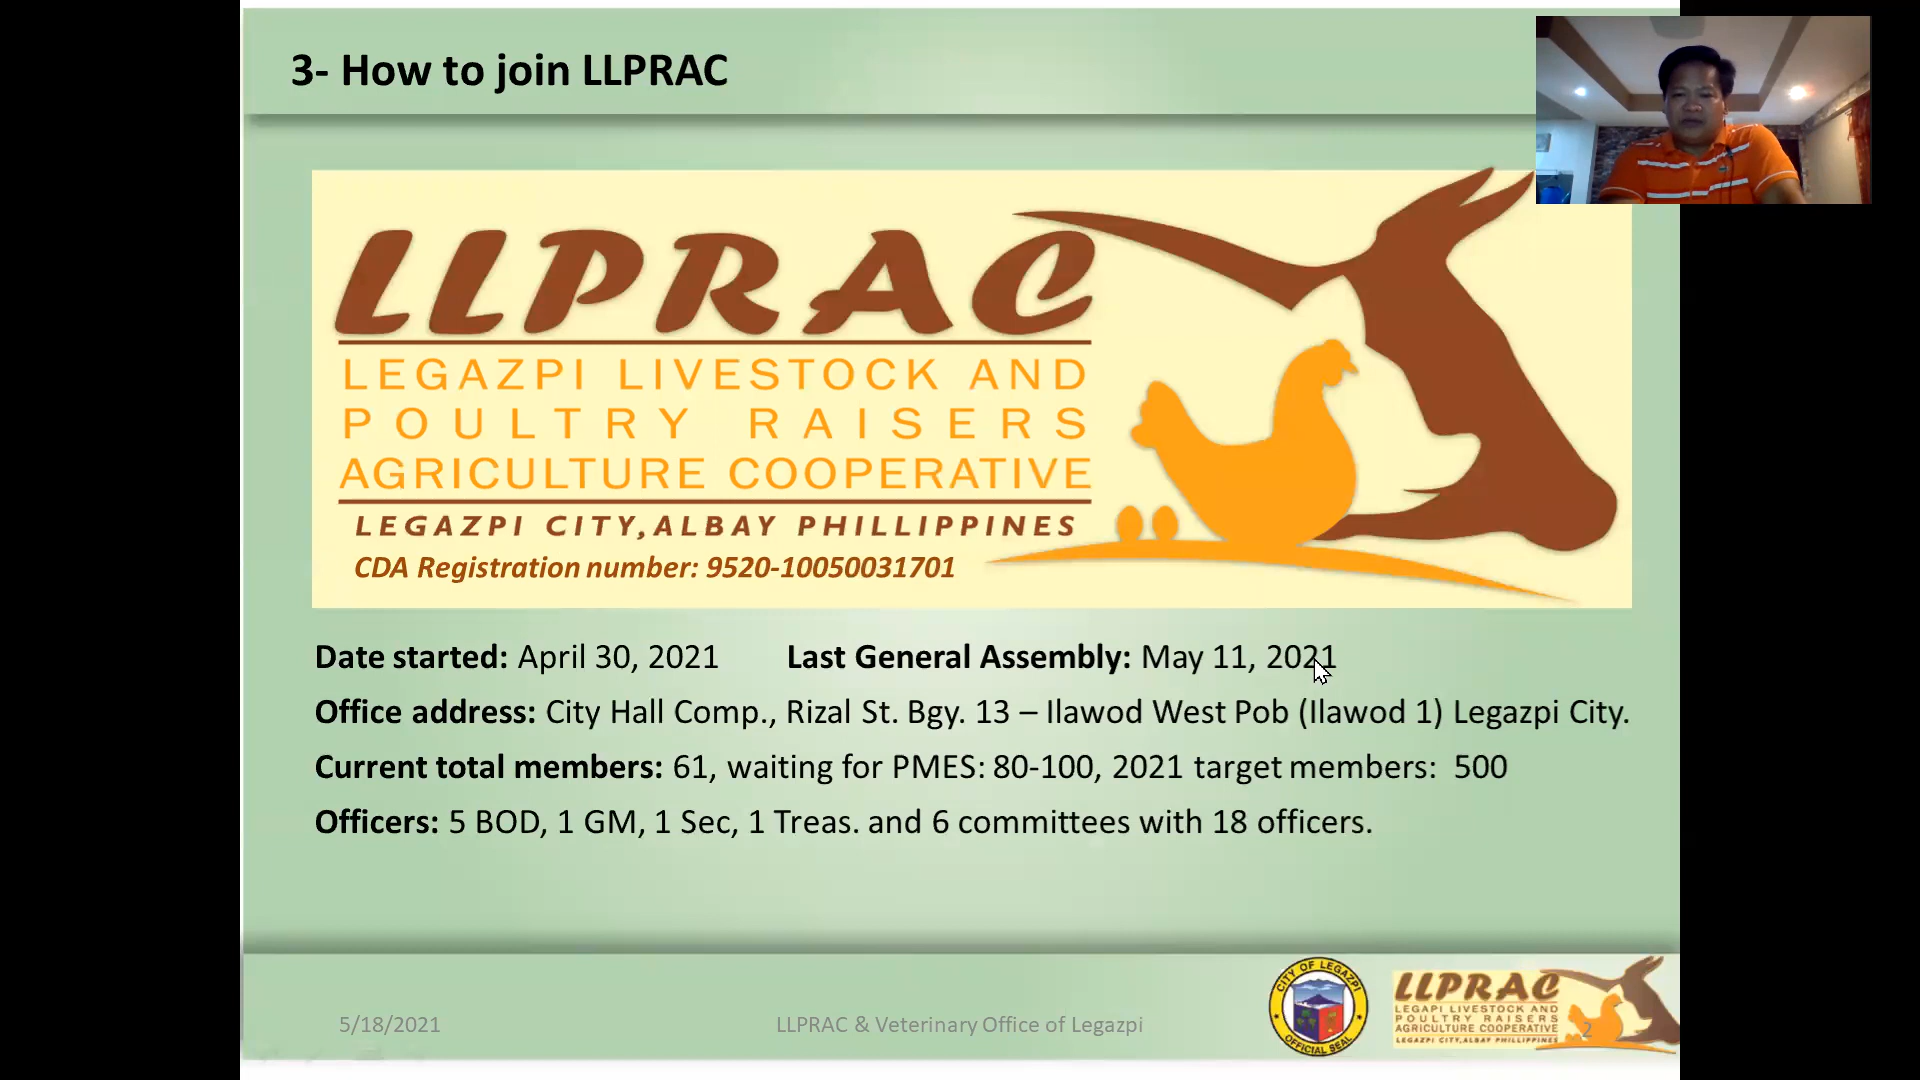 3- How to join LLPRAC
LLPRAC
LEGAZPI LIVESTOCK AND
POULTRY RAISERS
AGRICULTURE COOPERATIVE
LEGAZPI CITY,ALBAY PHILLIPPINES
CDA Registration number: 9520-10050031701
Date started: April 30, 2021 Last General Assembly: May 11, 2021
Office address: City Hall Comp., Rizal St. Bgy. 13 – Ilawod West Pob (Ilawod 1) Legazpi City.
Current total members: 61, waiting for PMES: 80-100, 2021 target members: 500
Officers: 5 BOD, 1 GM, 1 Sec, 1 Treas. and 6 committees with 18 officers.
5/18/2021
LLPRAC & Veterinary Office of Legazpi
CITY OF LEGAZPI
OFFICIAL SEAL
LLPRAC
LEGAPI LIVESTOCK AND
POULTRY RAISERS
AGRICULTURE COOPERATIVE
LEGAZPI CITY,ALBAY PHILLIPPINES
2